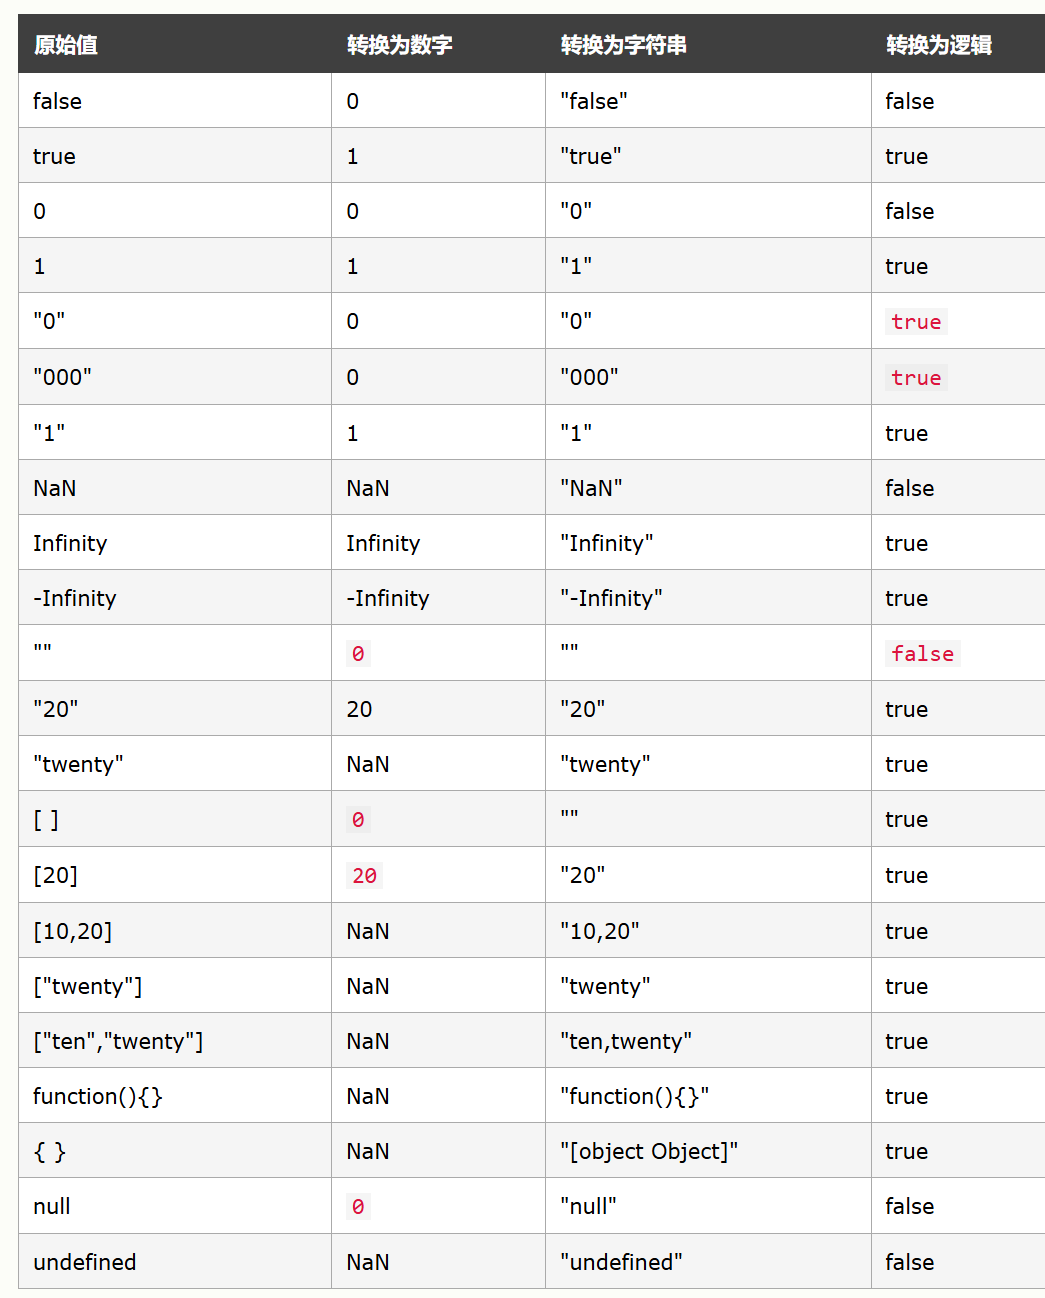 原始值 转换为数字 转换为字符串 转换为逻辑
false 0 "false" false
true 1 "true" true
0 0 "0" false
1 1 "1" true
"0" 0 "0" true
"000" 0 "000" true
"1" 1 "1" true
NaN NaN "NaN" false
Infinity Infinity "Infinity" true
-Infinity -Infinity "-Infinity" true
"" 0 "" false
"20" 20 "20" true
"twenty" NaN "twenty" true
[ ] 0 "" true
[20] 20 "20" true
[10,20] NaN "10,20" true
["twenty"] NaN "twenty" true
["ten","twenty"] NaN "ten,twenty" true
function(){} NaN "function(){}" true
{ } NaN "[object Object]" true
null 0 "null" false
undefined NaN "undefined" false